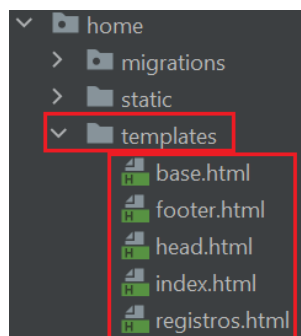 home
migrations
static
templates
base.html
footer.html
head.html
index.html
registros.html